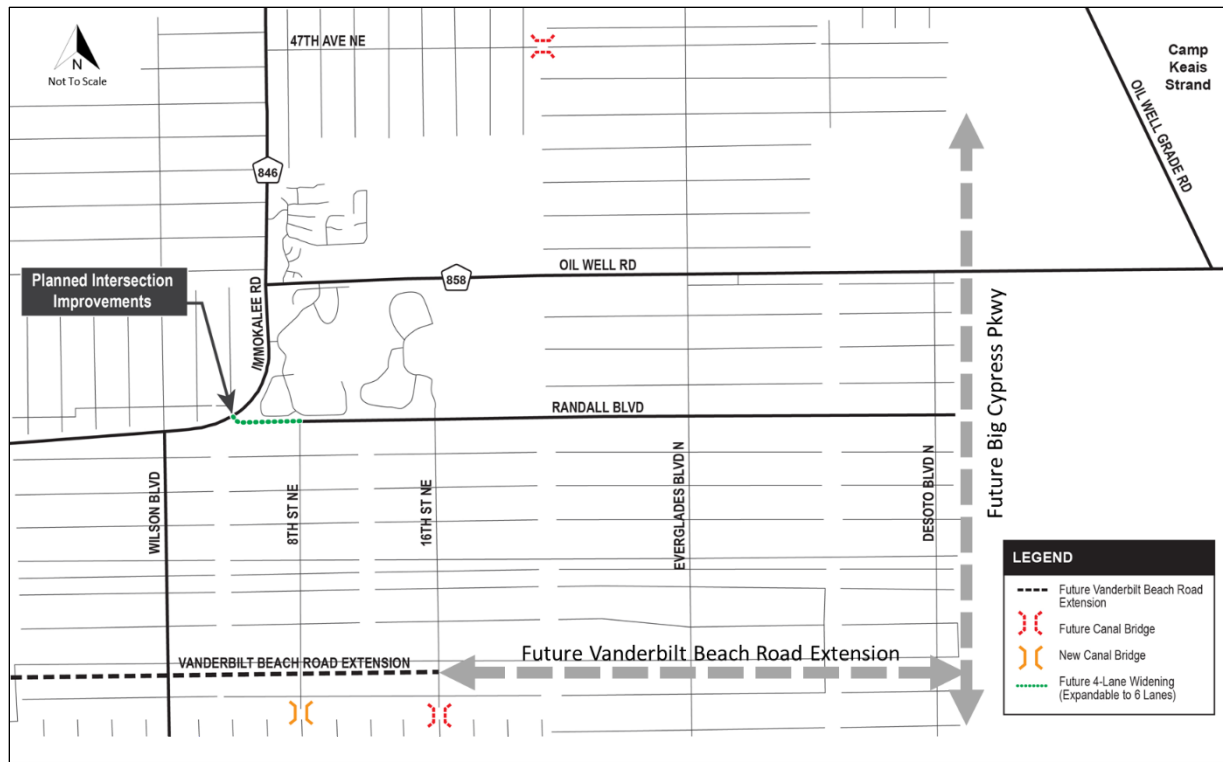 47TH AVE NE
N
Not To Scale
Camp
Keais
Strand
OIL WELL GRADE RD
846
OIL WELL RD
858
Planned Intersection
Improvements
IMMOKALEE RD
RANDALL BLVD
Future Big Cypress Pkwy
WILSON BLVD
8TH ST NE
16TH ST NE
EVERGLADES BLVD N
DESOTO BLVD N
VANDERBILT BEACH ROAD EXTENSION
Future Vanderbilt Beach Road Extension
LEGEND
Future Vanderbilt Beach Road
Extension
Future Canal Bridge
New Canal Bridge
Future 4-Lane Widening
(Expandable to 6 Lanes)